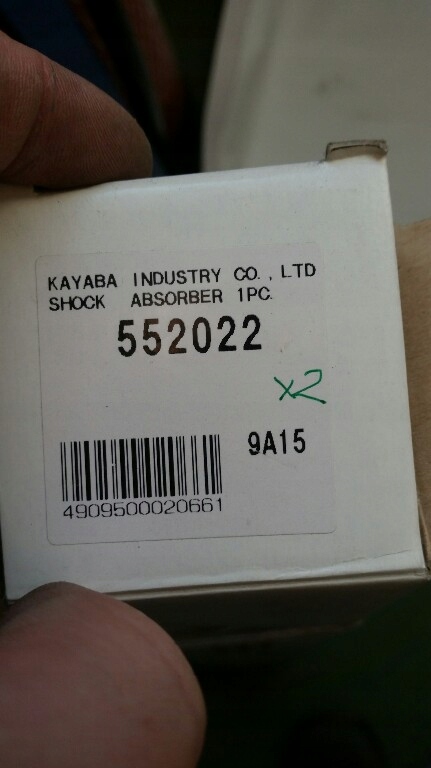 KAYABA INDUSTRY CO., LTD
SHOCK ABSORBER 1PC.
552022
x2
9A15
4909500020661